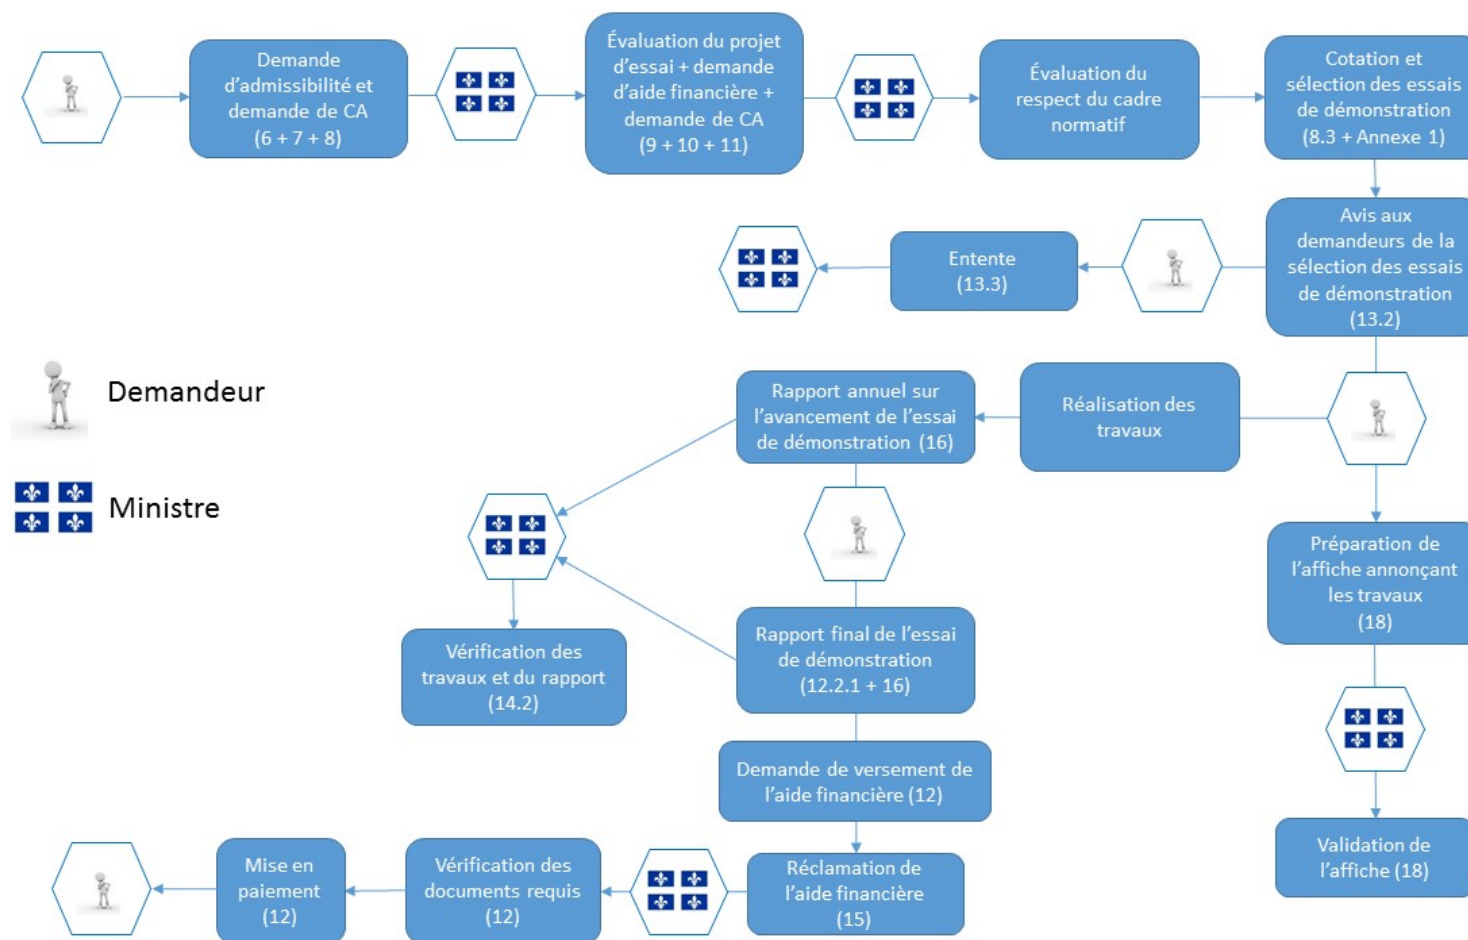 Demande
d'admissibilité et
demande de CA
(6 + 7 + 8)
Évaluation du projet
d'essai + demande
d'aide financière +
demande de CA
(9 + 10 + 11)
Évaluation du
respect du cadre
normatif
Cotation et
sélection des essais
de démonstration
(8.3 + Annexe 1)
Avis aux
demandeurs de la
sélection des essais
de démonstration
(13.2)
Entente
(13.3)
Demandeur
Ministre
Rapport annuel sur
l'avancement de l'essai
de démonstration (16)
Réalisation des
travaux
Préparation de
l'affiche annonçant
les travaux
(18)
Rapport final de l'essai
de démonstration
(12.2.1 + 16)
Vérification des
travaux et du rapport
(14.2)
Demande de versement de
l'aide financière (12)
Validation de
l'affiche (18)
Mise en
paiement
(12)
Vérification des
documents requis
(12)
Réclamation de
l'aide financière
(15)